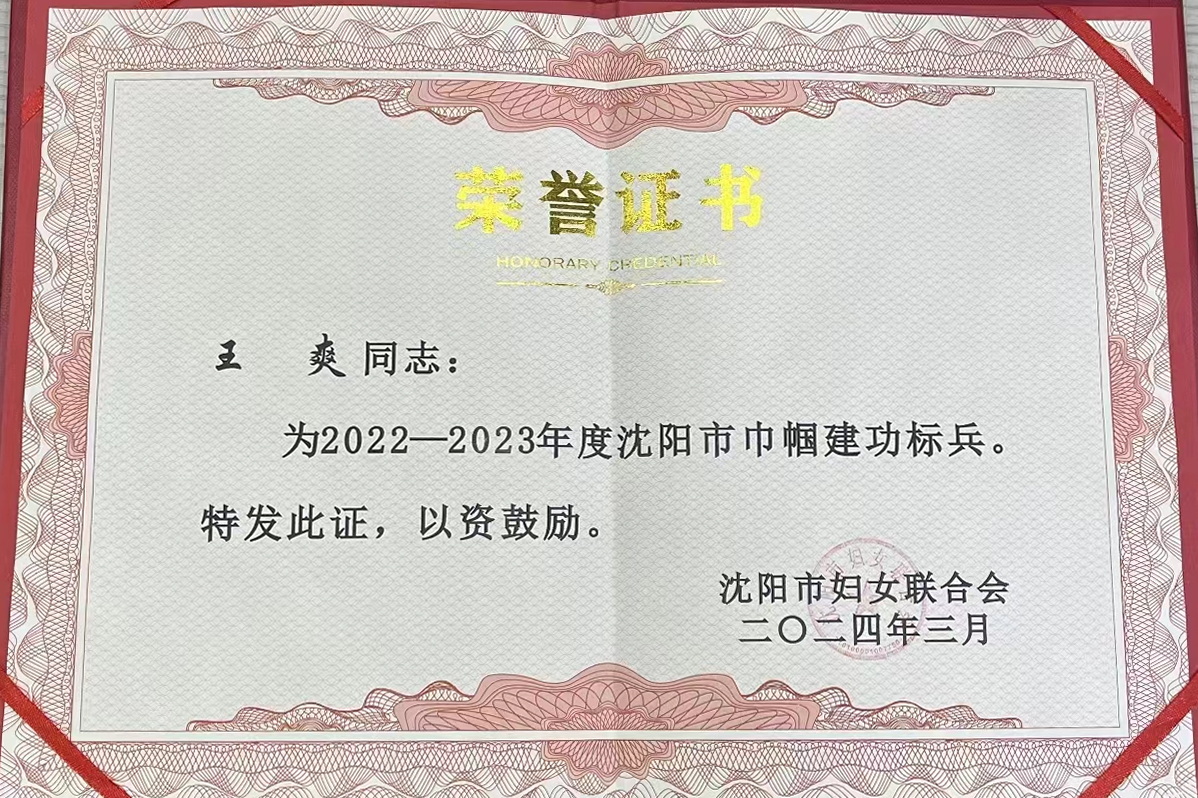 荣誉证书
HONORARY CREDENTIAL
王 爽 同志：
为2022—2023年度沈阳市巾帼建功标兵。
特发此证，以资鼓励。
沈阳市妇女联合会
二〇二四年三月